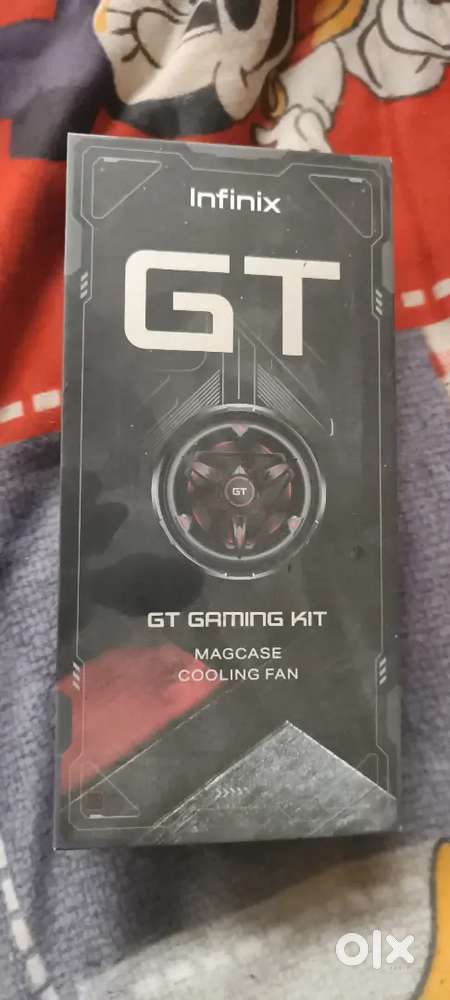 Infinix
GT
GT
GT GAMING KIT
MAGCASE
COOLING FAN
olx